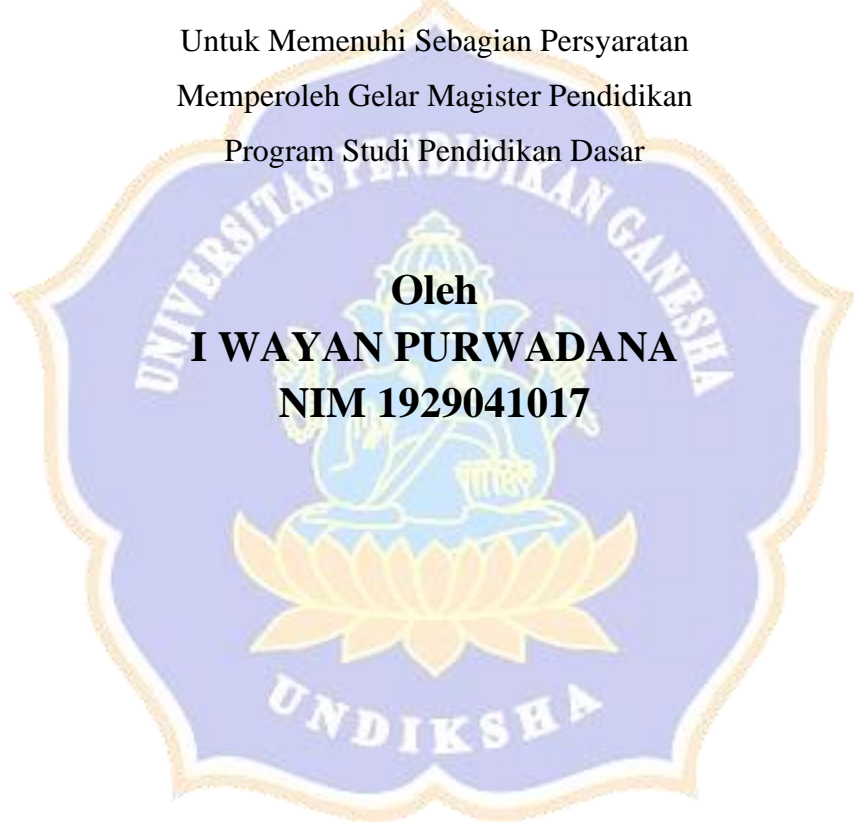 Untuk Memenuhi Sebagian Persyaratan
Memperoleh Gelar Magister Pendidikan
Program Studi Pendidikan Dasar
UNIVERSITAS PENDIDIKAN GANESHA
Oleh
I WAYAN PURWADANA
NIM 1929041017
UNDIKSHA